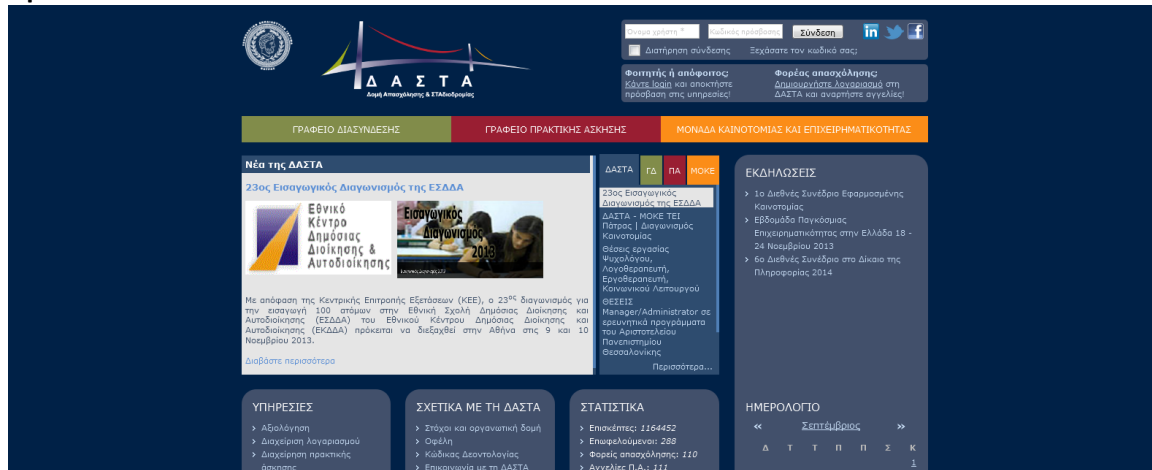 Όνομα χρήστη *
Κωδικός πρόσβασης
Σύνδεση
Διατήρηση σύνδεσης
Ξεχάσατε τον κωδικό σας;
ΔΑΣΤΑ
Δομή Απασχόλησης & ΣΤΑδιοδρομίας
Φοιτητής ή απόφοιτος;
Κάντε login και αποκτήστε
πρόσβαση στις υπηρεσίες!
Φορέας απασχόλησης;
Δημιουργήστε λογαριασμό στη
ΔΑΣΤΑ και αναρτήστε αγγελίες!
ΓΡΑΦΕΙΟ ΔΙΑΣΥΝΔΕΣΗΣ
ΓΡΑΦΕΙΟ ΠΡΑΚΤΙΚΗΣ ΑΣΚΗΣΗΣ
ΜΟΝΑΔΑ ΚΑΙΝΟΤΟΜΙΑΣ ΚΑΙ ΕΠΙΧΕΙΡΗΜΑΤΙΚΟΤΗΤΑΣ
Νέα της ΔΑΣΤΑ
23ος Εισαγωγικός Διαγωνισμός της ΕΣΔΔΑ
Εθνικό
Κέντρο
Δημόσιας
Διοίκησης &
Αυτοδιοίκησης
Εισαγωγικός
Διαγωνισμός
2013
Με απόφαση της Κεντρικής Επιτροπής Εξετάσεων (ΚΕΕ), ο 23ος διαγωνισμός για
την εισαγωγή 100 ατόμων στην Εθνική Σχολή Δημόσιας Διοίκησης και
Αυτοδιοίκησης (ΕΣΔΔΑ) του Εθνικού Κέντρου Δημόσιας Διοίκησης και
Αυτοδιοίκησης (ΕΚΔΔΑ) πρόκειται να διεξαχθεί στην Αθήνα στις 9 και 10
Νοεμβρίου 2013.
Διαβάστε περισσότερα
ΔΑΣΤΑ
ΓΔ
ΠΑ
ΜΟΚΕ
23ος Εισαγωγικός
Διαγωνισμός της ΕΣΔΔΑ
ΔΑΣΤΑ - ΜΟΚΕ ΤΕΙ
Πάτρας | Διαγωνισμός
Καινοτομίας
Θέσεις εργασίας
Ψυχολόγου,
Λογοθεραπευτή,
Εργοθεραπευτή,
Κοινωνικού Λειτουργού
ΘΕΣΕΙΣ
Manager/Administrator σε
ερευνητικά προγράμματα
του Αριστοτελείου
Πανεπιστημίου
Θεσσαλονίκης
Περισσότερα...
ΕΚΔΗΛΩΣΕΙΣ
1ο Διεθνές Συνέδριο Εφαρμοσμένης
Καινοτομίας
Εβδομάδα Παγκόσμιας
Επιχειρηματικότητας στην Ελλάδα 18 -
24 Νοεμβρίου 2013
6ο Διεθνές Συνέδριο στο Δίκαιο της
Πληροφορίας 2014
ΥΠΗΡΕΣΙΕΣ
Αξιολόγηση
Διαχείριση λογαριασμού
Διαχείρηση πρακτικής
άσκησης
ΣΧΕΤΙΚΑ ΜΕ ΤΗ ΔΑΣΤΑ
Στόχοι και οργανωτική δομή
Οφέλη
Κώδικας Δεοντολογίας
Επικοινωνία με τη ΔΑΣΤΑ
ΣΤΑΤΙΣΤΙΚΑ
Επισκέπτες: 1164452
Επωφελούμενοι: 288
Φορείς απασχόλησης: 110
Αγγελίες Π.Α.: 111
ΗΜΕΡΟΛΟΓΙΟ
« Σεπτέμβριος »
Δ Τ Τ Π Π Σ Κ
1